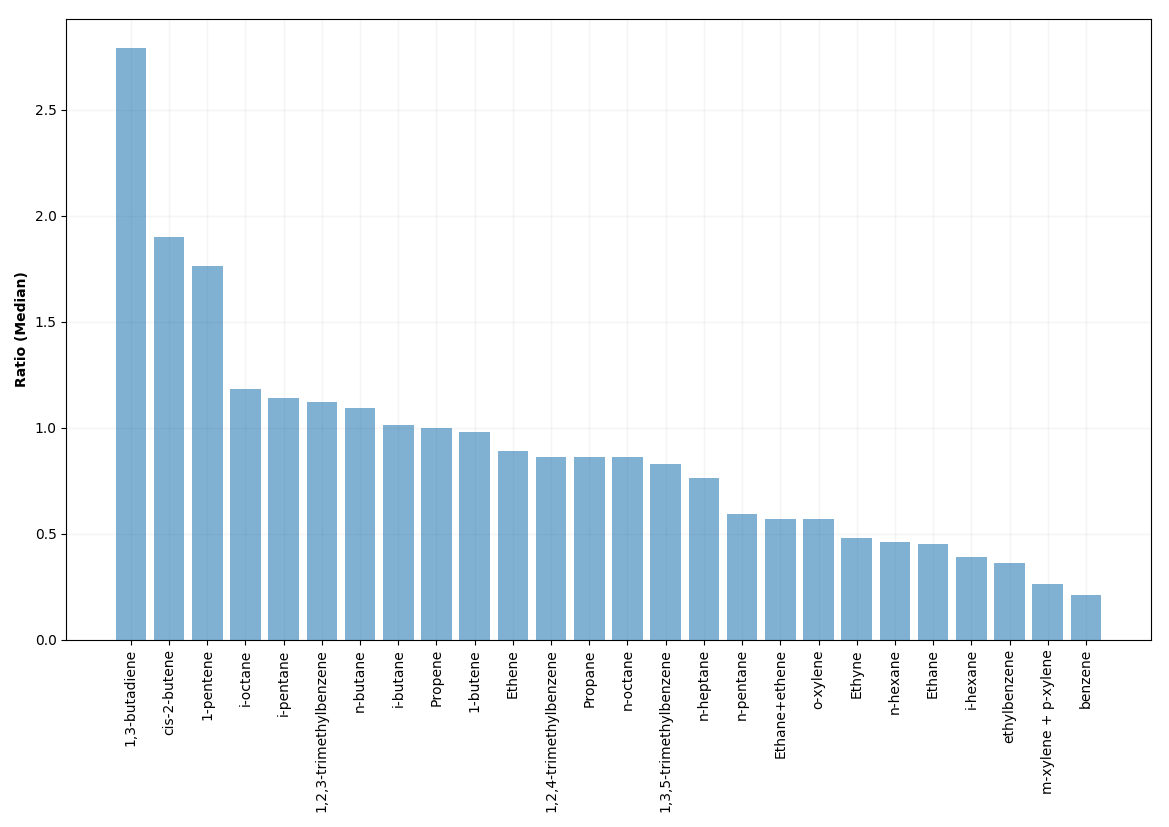 Ratio (Median)
2.5
2.0
1.5
1.0
0.5
0.0
1,3-butadiene
cis-2-butene
1-pentene
i-octane
i-pentane
1,2,3-trimethylbenzene
n-butane
i-butane
Propene
1-butene
Ethene
1,2,4-trimethylbenzene
Propane
n-octane
1,3,5-trimethylbenzene
n-heptane
n-pentane
Ethane+ethene
o-xylene
Ethyne
n-hexane
Ethane
i-hexane
ethylbenzene
m-xylene + p-xylene
benzene